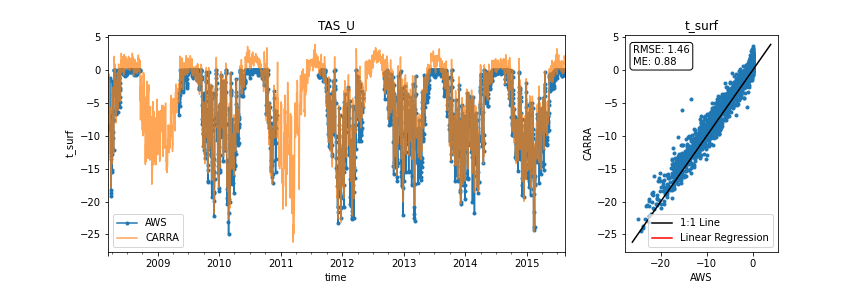 TAS_U
t_surf
5
0
−5
−10
−15
−20
−25
t_surf
AWS
CARRA
2009
2010
2011
2012
2013
2014
2015
time
t_surf
RMSE: 1.46
ME: 0.88
5
0
−5
−10
−15
−20
−25
CARRA
1:1 Line
Linear Regression
−20
−10
0
AWS